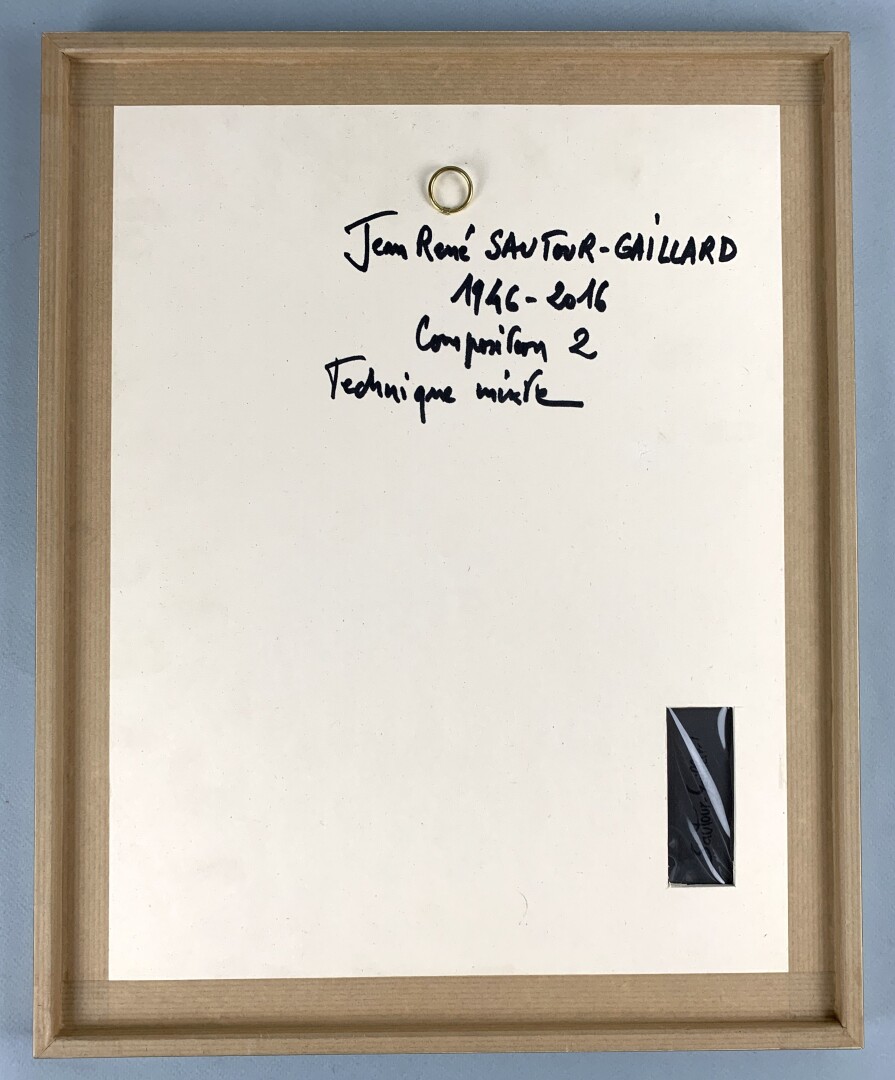 Jean René SAUTOUR-GAILLARD
1946-2016
Composition 2
Technique mixte